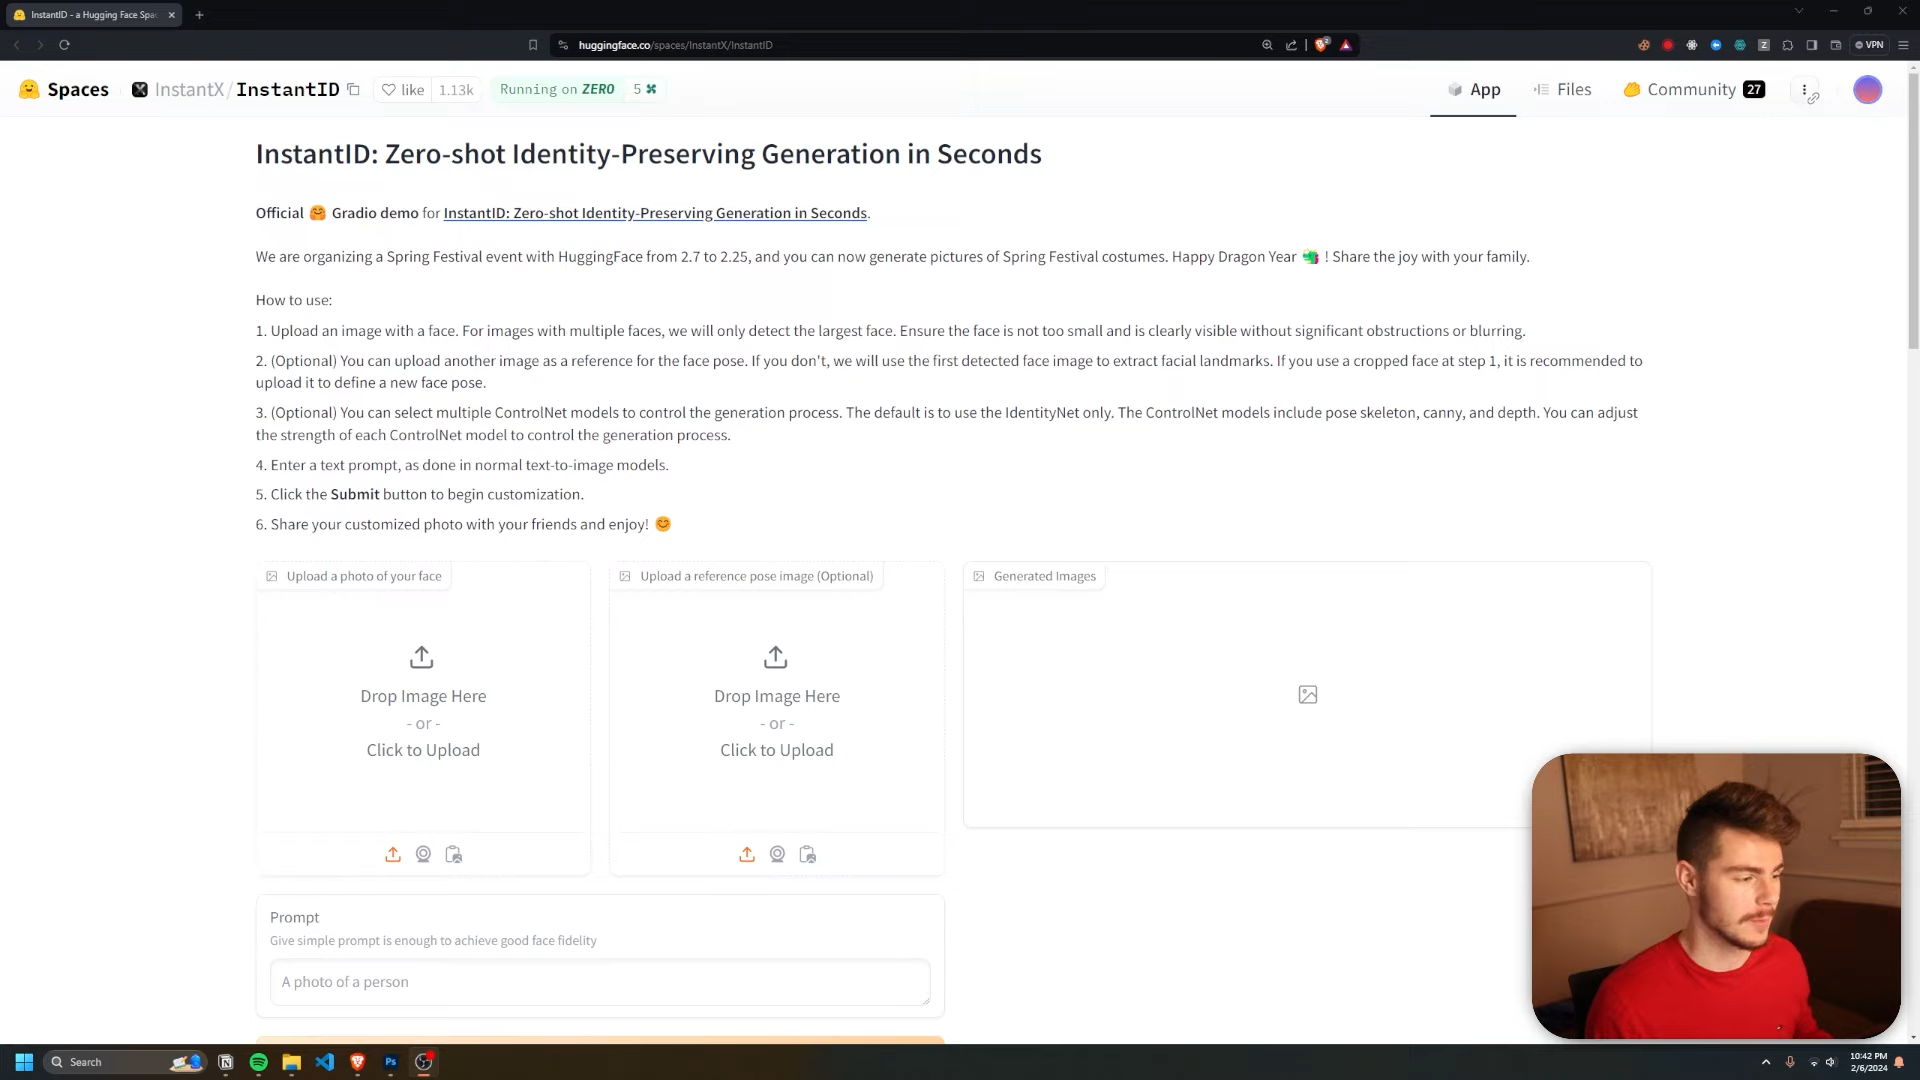 InstantID - a Hugging Face Spac
huggingface.co/spaces/InstantX/InstantID
2
Z
VPN
Spaces InstantX/InstantID like 1.13k Running on ZERO 5 App Files Community 27
InstantID: Zero-shot Identity-Preserving Generation in Seconds
Official 🤗 Gradio demo for InstantID: Zero-shot Identity-Preserving Generation in Seconds.
We are organizing a Spring Festival event with HuggingFace from 2.7 to 2.25, and you can now generate pictures of Spring Festival costumes. Happy Dragon Year 🐲 ! Share the joy with your family.
How to use:
1. Upload an image with a face. For images with multiple faces, we will only detect the largest face. Ensure the face is not too small and is clearly visible without significant obstructions or blurring.
2. (Optional) You can upload another image as a reference for the face pose. If you don't, we will use the first detected face image to extract facial landmarks. If you use a cropped face at step 1, it is recommended to
upload it to define a new face pose.
3. (Optional) You can select multiple ControlNet models to control the generation process. The default is to use the IdentityNet only. The ControlNet models include pose skeleton, canny, and depth. You can adjust
the strength of each ControlNet model to control the generation process.
4. Enter a text prompt, as done in normal text-to-image models.
5. Click the Submit button to begin customization.
6. Share your customized photo with your friends and enjoy! 😊
Upload a photo of your face
Drop Image Here
- or -
Click to Upload
Upload a reference pose image (Optional)
Drop Image Here
- or -
Click to Upload
Generated Images
Prompt
Give simple prompt is enough to achieve good face fidelity
A photo of a person
Search
Ps
10:42 PM
2/6/2024